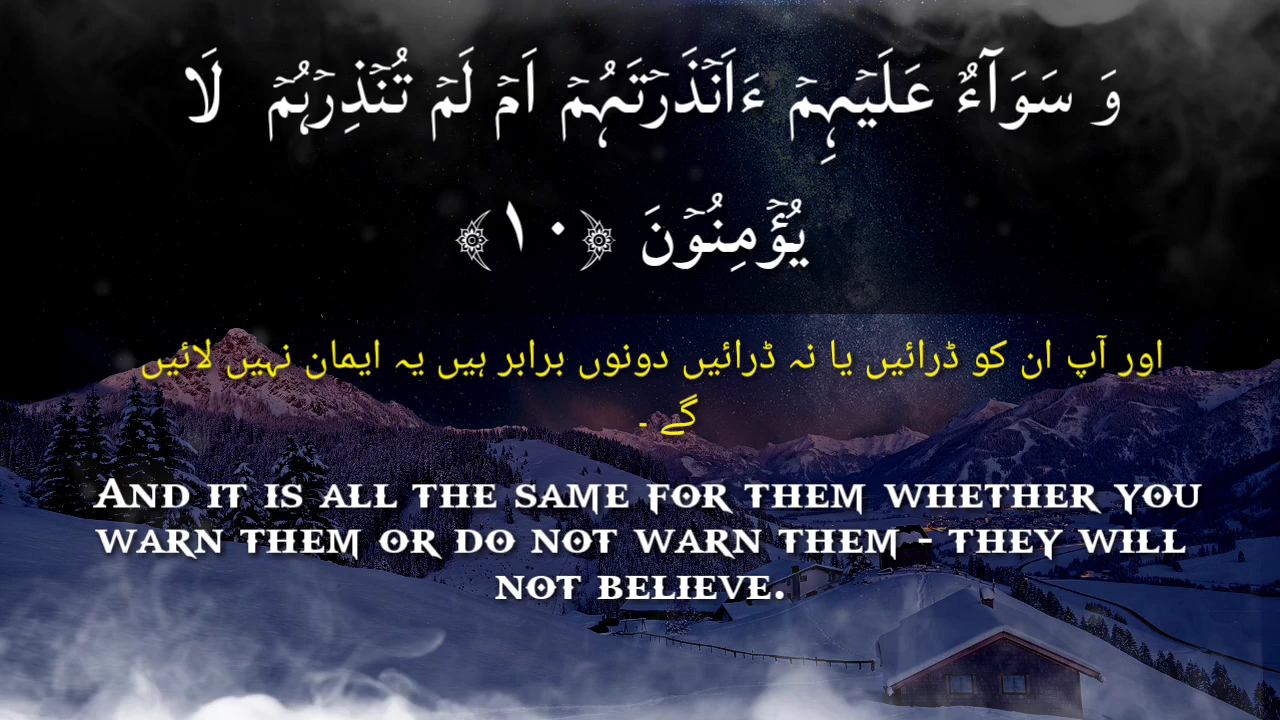 وَ سَوَآءٌ عَلَيۡہِمۡ ءَاَنۡذَرۡتَہُمۡ اَمۡ لَمۡ تُنۡذِرۡہُمۡ لَا
يُؤۡمِنُوۡنَ ﴿۱۰﴾
اور آپ ان کو ڈرائیں یا نہ ڈرائیں دونوں برابر ہیں یہ ایمان نہیں لائیں
گے ۔
And it is all the same for them whether you
warn them or do not warn them - they will
not believe.